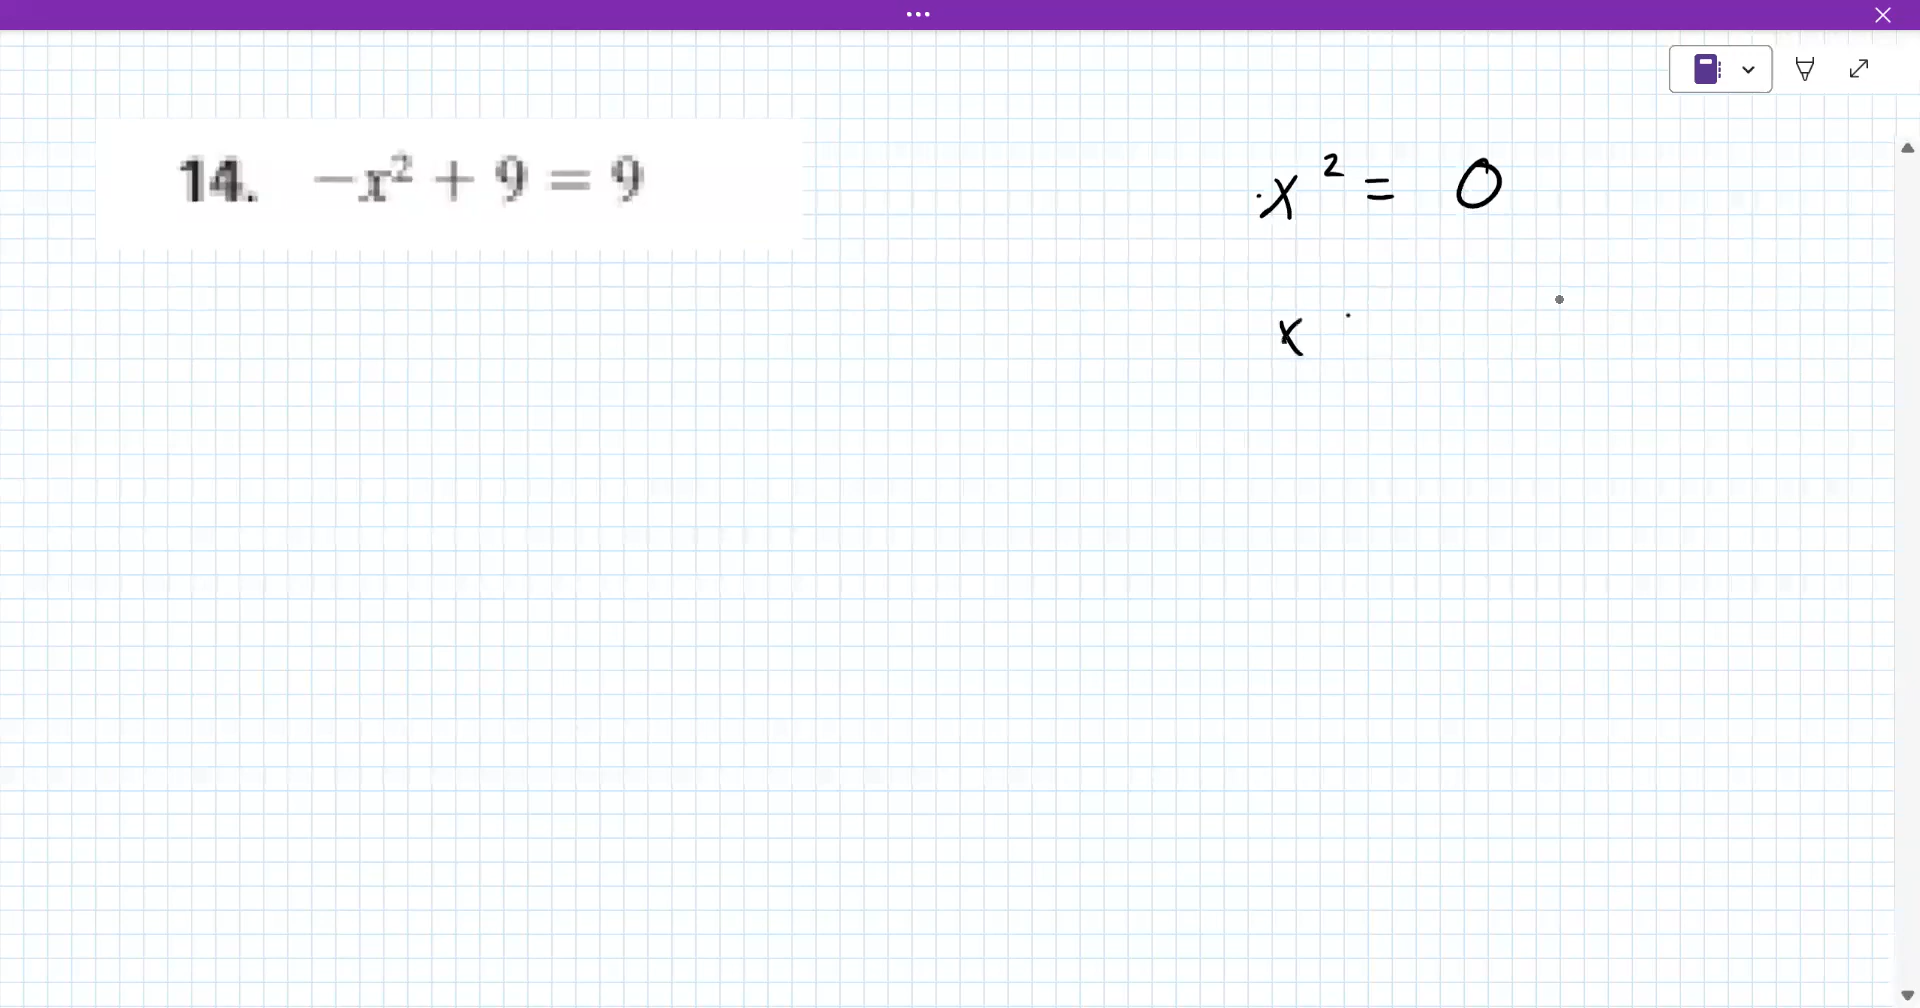 14. −x² + 9 = 9
x² = 0
x